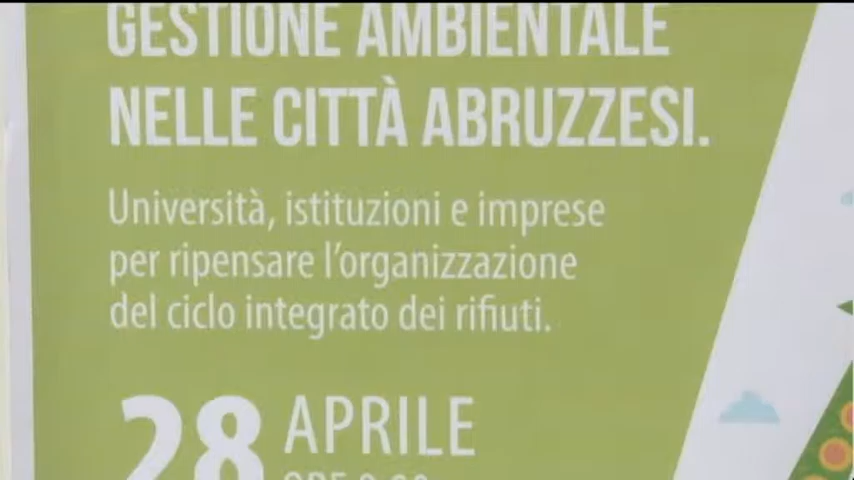 GESTIONE AMBIENTALE
NELLE CITTÀ ABRUZZESI.
Università, istituzioni e imprese
per ripensare l'organizzazione
del ciclo integrato dei rifiuti.
28 APRILE